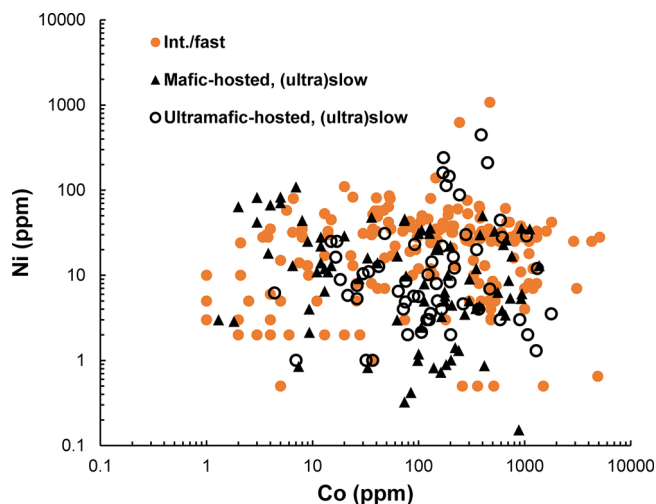 10000
Int./fast
Mafic-hosted, (ultra)slow
1000
Ultramafic-hosted, (ultra)slow
100
Ni (ppm)
10
1
0.1
0.1 1 10 100 1000 10000
Co (ppm)